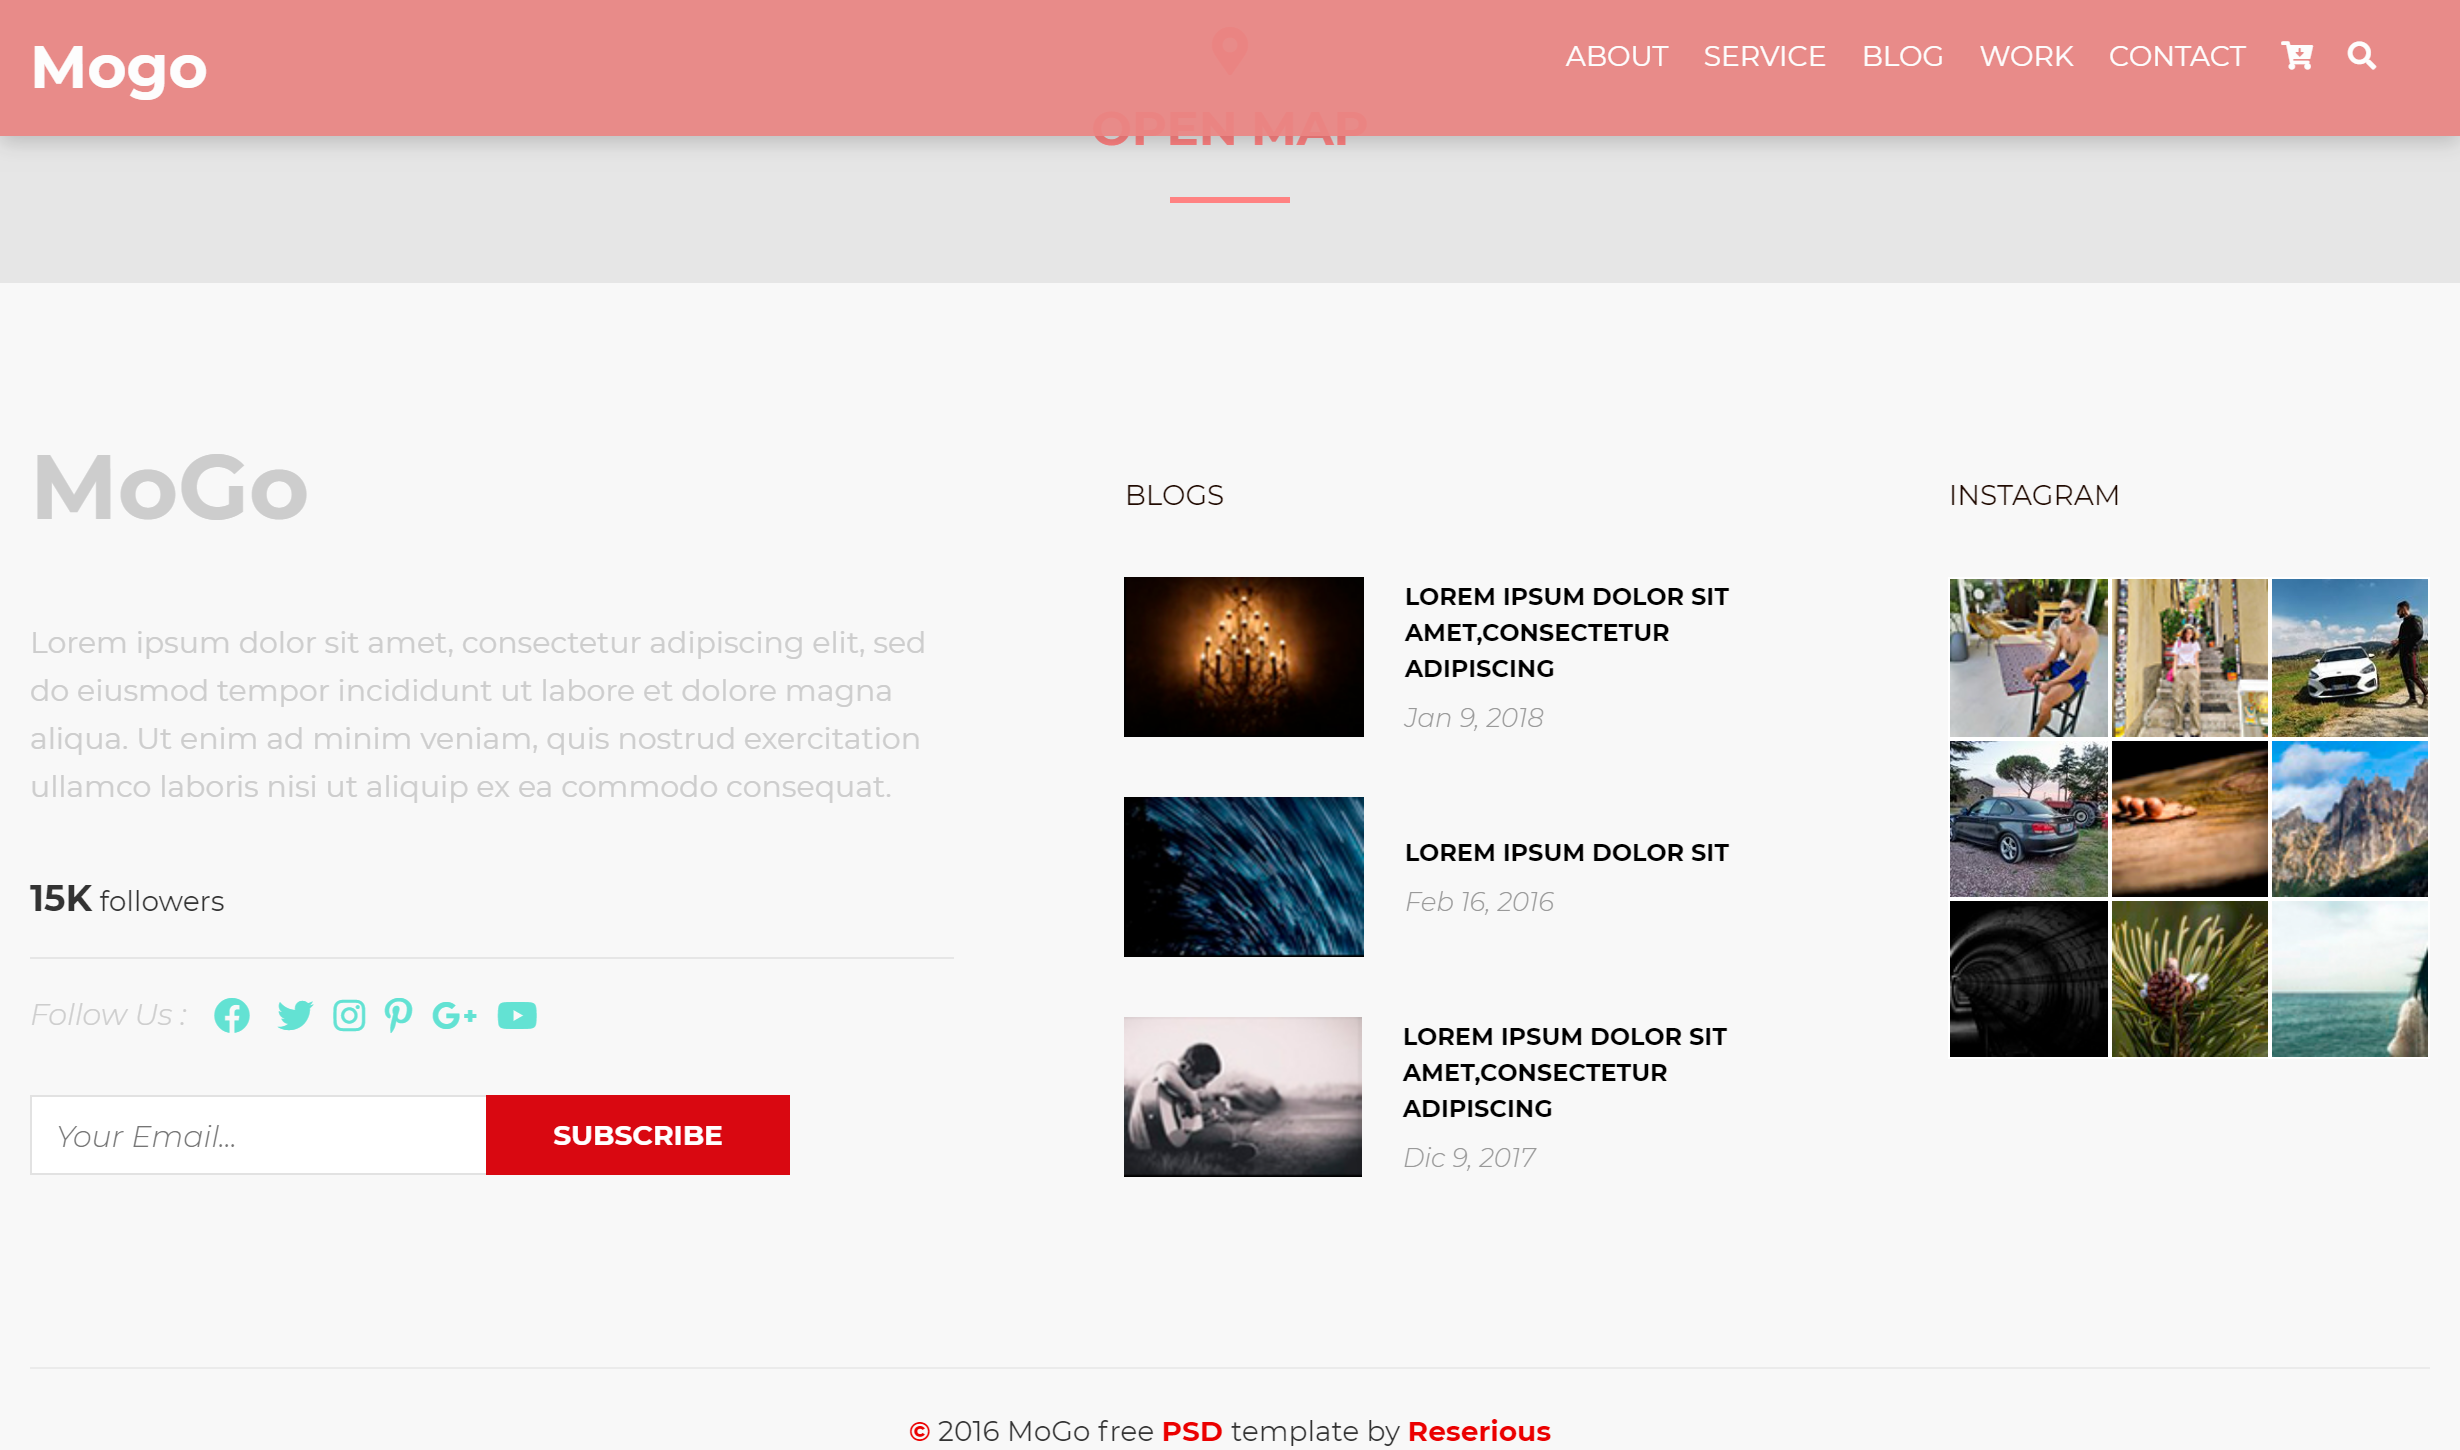 Mogo
ABOUT SERVICE BLOG WORK CONTACT
OPEN MAP
MoGo
Lorem ipsum dolor sit amet, consectetur adipiscing elit, sed
do eiusmod tempor incididunt ut labore et dolore magna
aliqua. Ut enim ad minim veniam, quis nostrud exercitation
ullamco laboris nisi ut aliquip ex ea commodo consequat.
15K followers
Follow Us :
Your Email...
SUBSCRIBE
BLOGS
LOREM IPSUM DOLOR SIT
AMET,CONSECTETUR
ADIPISCING
Jan 9, 2018
LOREM IPSUM DOLOR SIT
Feb 16, 2016
LOREM IPSUM DOLOR SIT
AMET,CONSECTETUR
ADIPISCING
Dic 9, 2017
INSTAGRAM
© 2016 MoGo free PSD template by Reserious